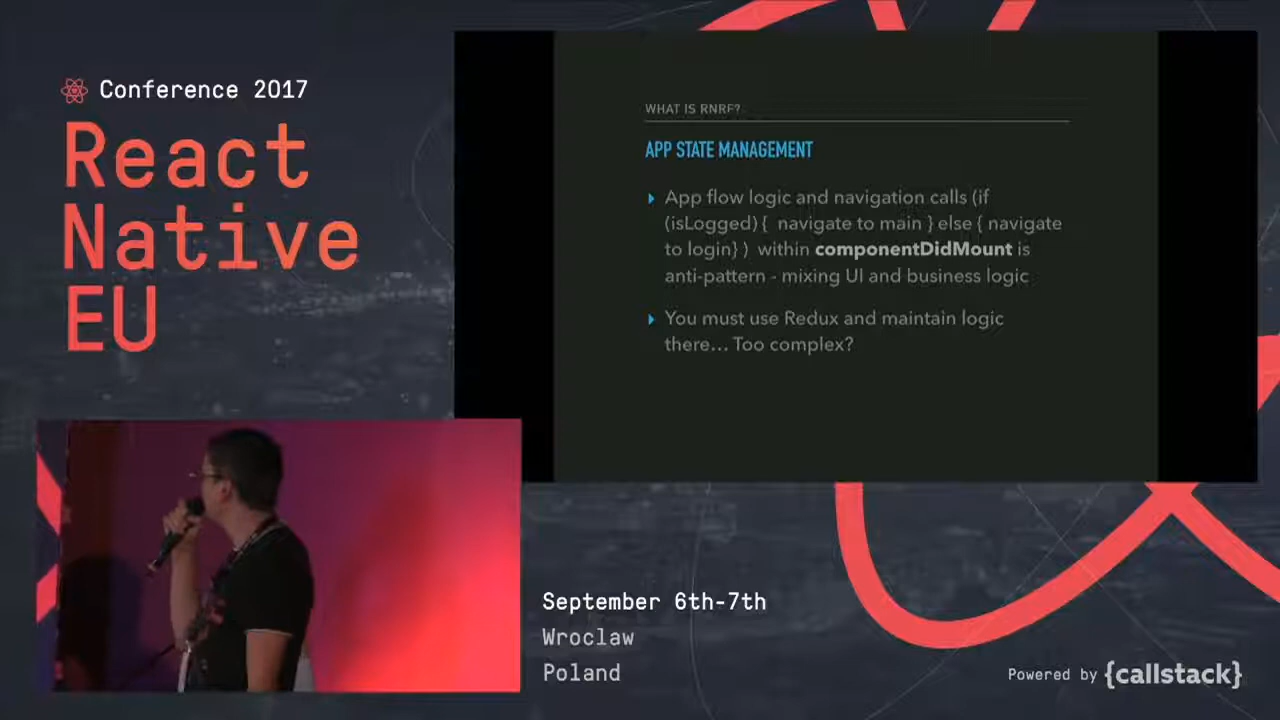 Conference 2017
React
Native
EU
WHAT IS RNRF?
APP STATE MANAGEMENT
App flow logic and navigation calls (if
(isLogged) { navigate to main } else { navigate
to login} ) within componentDidMount is
anti-pattern - mixing UI and business logic
You must use Redux and maintain logic
there... Too complex?
September 6th-7th
Wroclaw
Poland
Powered by {callstack}